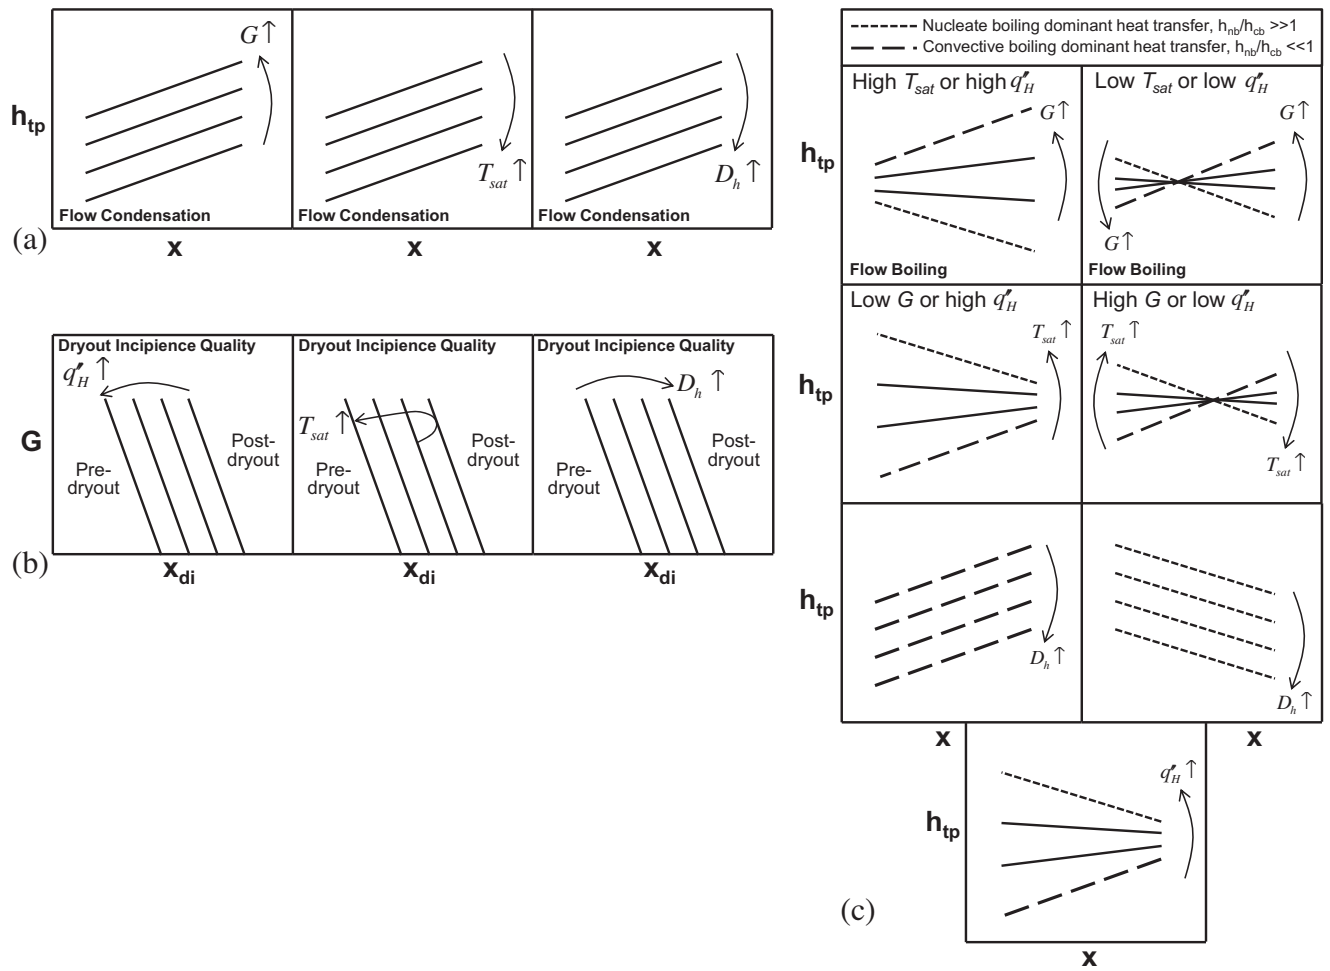 G↑
h_tp
T_sat ↑
D_h ↑
Flow Condensation
Flow Condensation
Flow Condensation
(a)
x
x
x
Dryout Incipience Quality
Dryout Incipience Quality
Dryout Incipience Quality
q″_H ↑
T_sat ↑
D_h ↑
G
Pre-
dryout
Post-
dryout
Pre-
dryout
Post-
dryout
Pre-
dryout
Post-
dryout
(b)
x_di
x_di
x_di
Nucleate boiling dominant heat transfer, h_nb/h_cb >>1
Convective boiling dominant heat transfer, h_nb/h_cb <<1
High T_sat or high q″_H
Low T_sat or low q″_H
G↑
G↑
h_tp
G↑
Flow Boiling
Flow Boiling
Low G or high q″_H
High G or low q″_H
T_sat ↑
T_sat ↑
h_tp
T_sat ↑
h_tp
D_h ↑
D_h ↑
x
x
q″_H ↑
h_tp
(c)
x